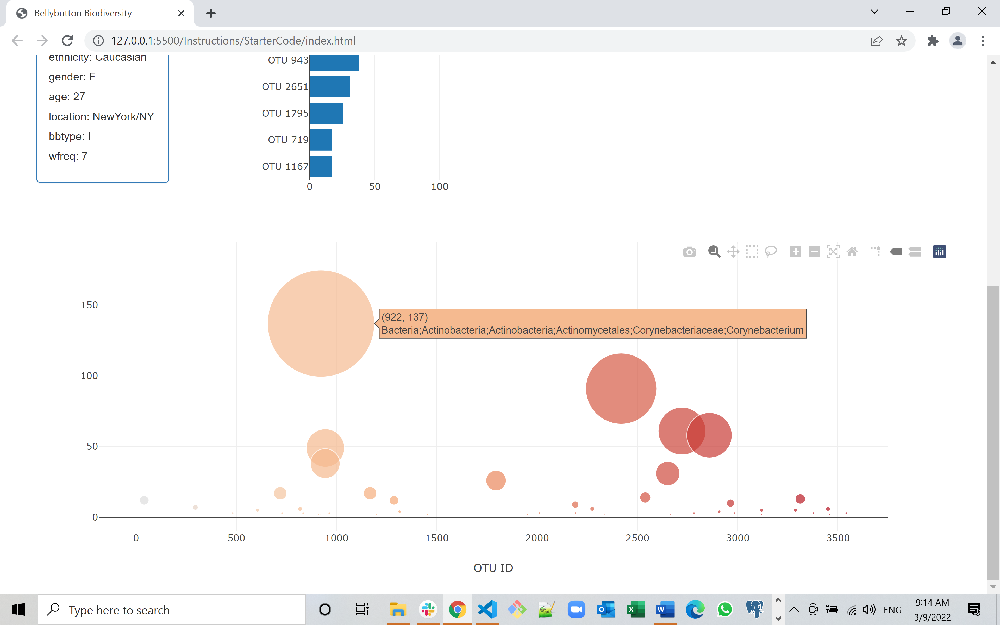 Bellybutton Biodiversity
127.0.0.1:5500/Instructions/StarterCode/index.html
ethnicity: Caucasian
gender: F
age: 27
location: NewYork/NY
bbtype: I
wfreq: 7
OTU 943
OTU 2651
OTU 1795
OTU 719
OTU 1167
0 50 100
150
100
50
0
(922, 137)
Bacteria;Actinobacteria;Actinobacteria;Actinomycetales;Corynebacteriaceae;Corynebacterium
0 500 1000 1500 2000 2500 3000 3500
OTU ID
Type here to search
ENG
9:14 AM
3/9/2022